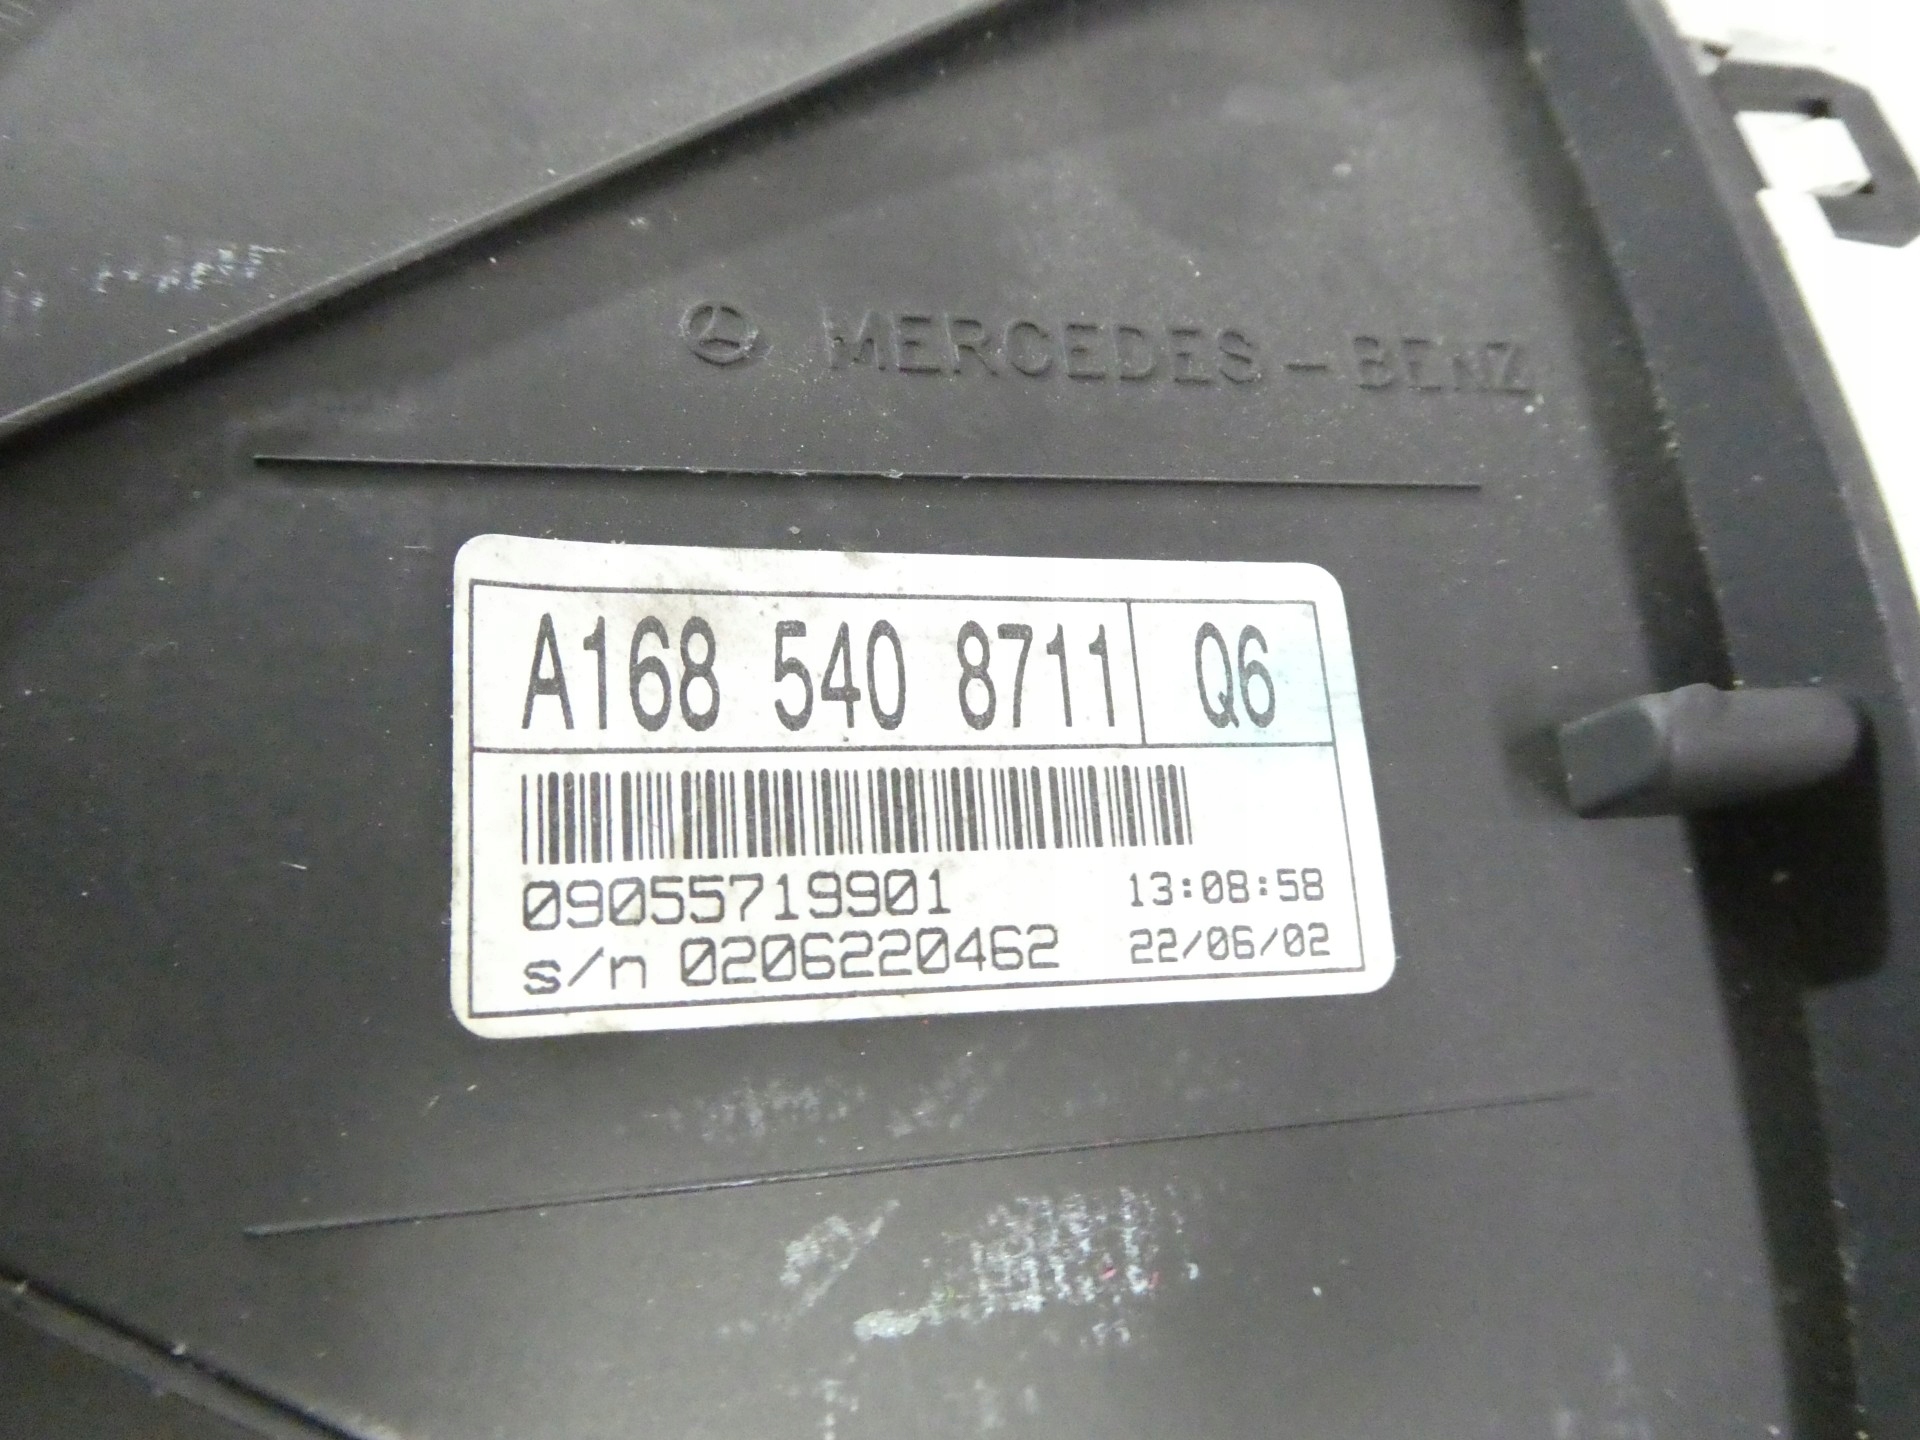 MERCEDES-BENZ
A168 540 8711 Q6
09055719901 13:08:58
s/n 0206220462 22/06/02